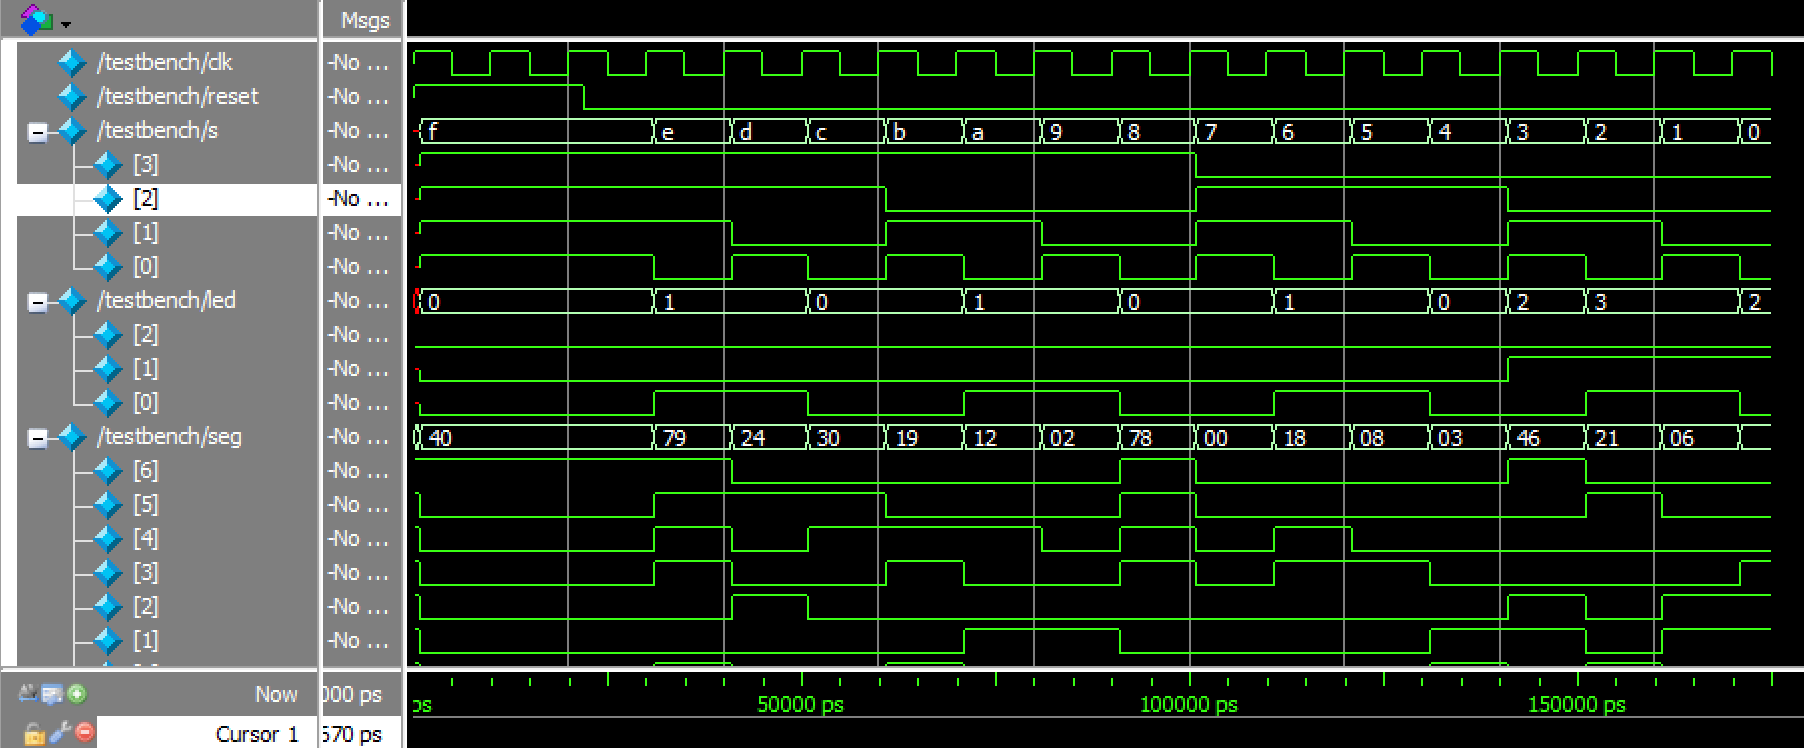 Msgs
/testbench/clk -No ...
/testbench/reset -No ...
/testbench/s -No ... f e d c b a 9 8 7 6 5 4 3 2 1 0
[3] -No ...
[2] -No ...
[1] -No ...
[0] -No ...
/testbench/led -No ... 0 1 0 1 0 1 0 2 3 2
[2] -No ...
[1] -No ...
[0] -No ...
/testbench/seg -No ... 40 79 24 30 19 12 02 78 00 18 08 03 46 21 06
[6] -No ...
[5] -No ...
[4] -No ...
[3] -No ...
[2] -No ...
[1] -No ...
Now 000 ps
ps 50000 ps 100000 ps 150000 ps
Cursor 1 570 ps